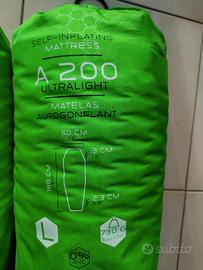 SELF-INFLATING
MATTRESS
A 200
ULTRALIGHT
MATELAS
AUTOGONFLANT
50 CM
3 CM
180 CM
2.3 CM
L
730 G
0%
subito